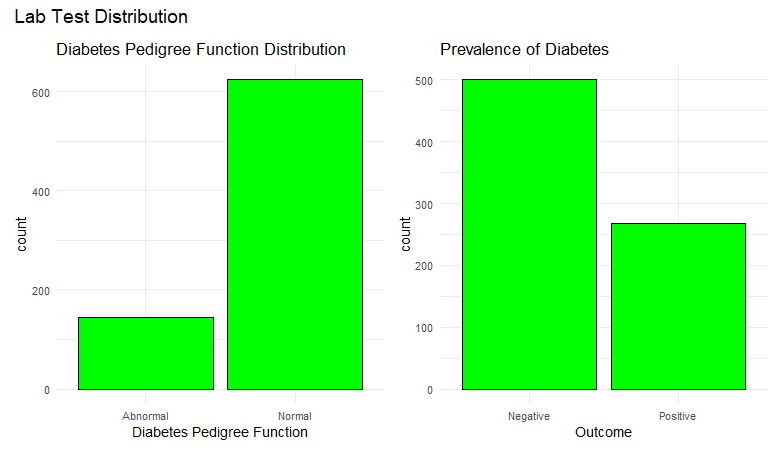 Lab Test Distribution
Diabetes Pedigree Function Distribution
600
400
200
0
count
Abnormal Normal
Diabetes Pedigree Function
Prevalence of Diabetes
500
400
300
200
100
0
count
Negative Positive
Outcome